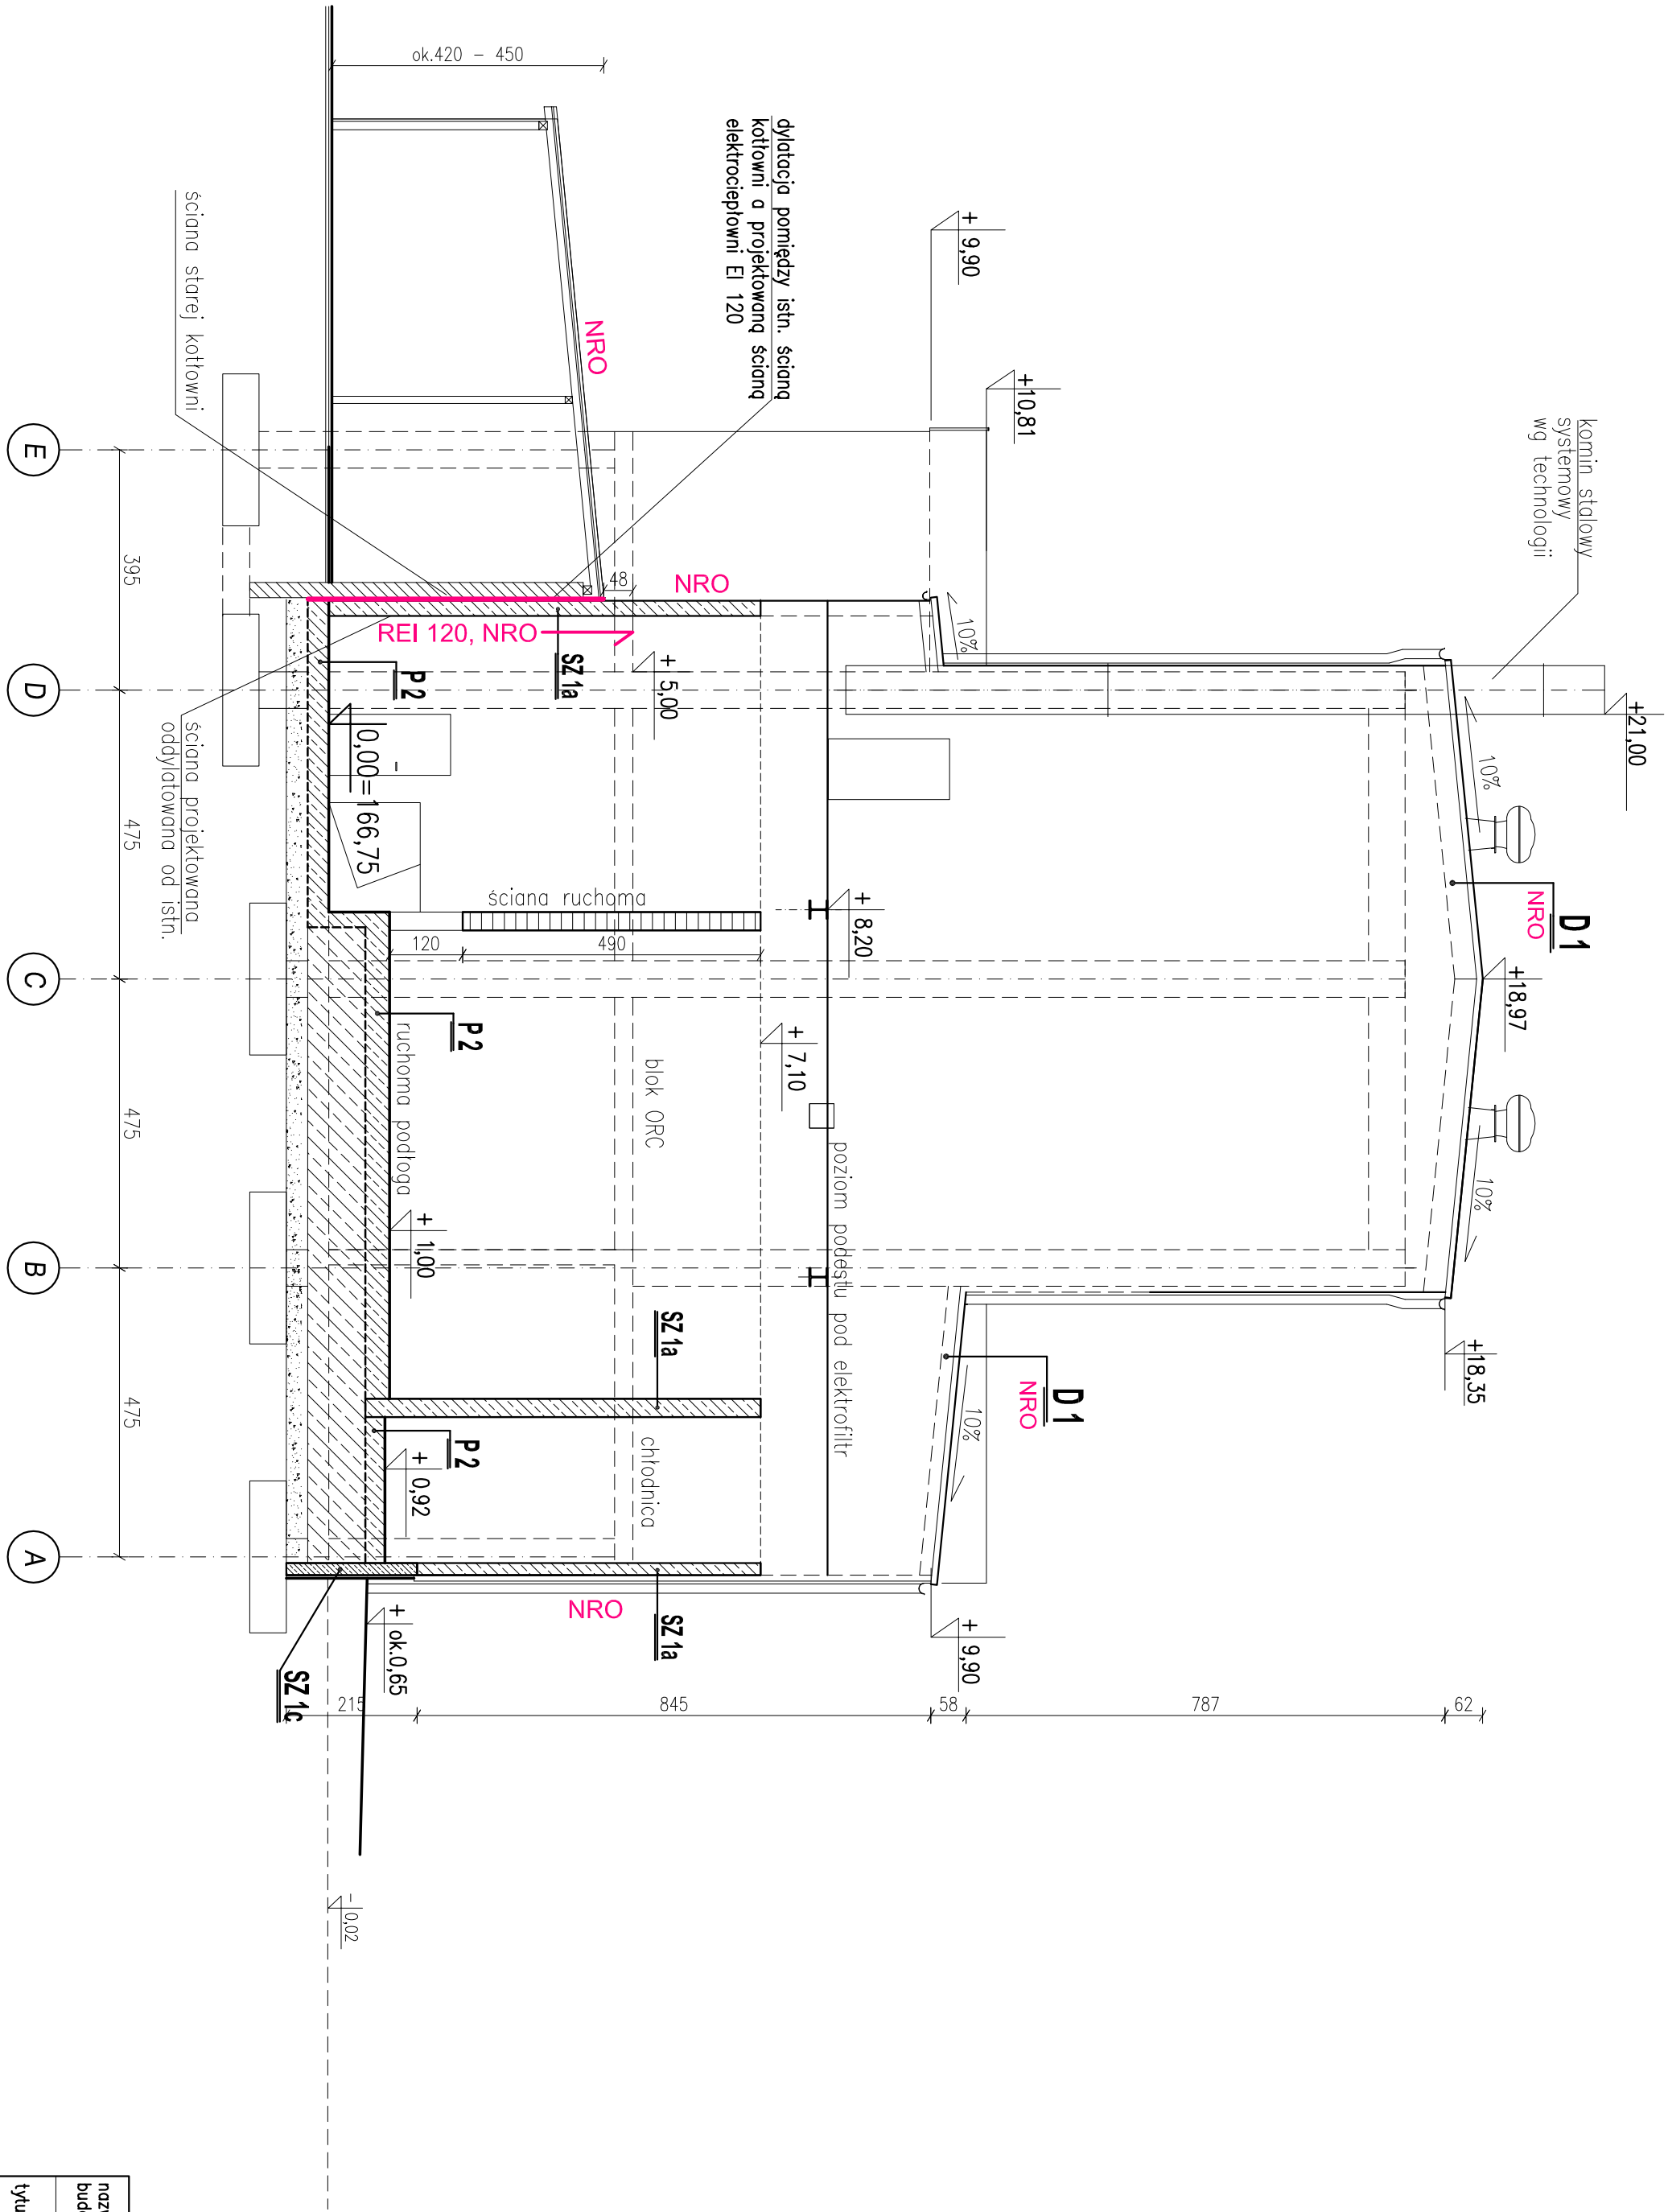 komin stalowy
systemowy
wg technologii
+21,00
10%
10%
D 1
NRO
+18,97
+18,35
+ 9,90
+10,81
10%
D 1
NRO
10%
+ 9,90
dylatacja pomiędzy istn. ścianą
kotłowni a projektowaną ścianą
elektrociepłowni EI 120
ok.420 - 450
NRO
NRO
48
REI 120, NRO
SZ 1a
+ 5,00
+ 8,20
+ 7,10
poziom podestu pod elektrofiltr
ściana ruchoma
120
490
blok ORC
chłodnica
SZ 1a
SZ 1a
NRO
P 2
0,00=166,75
P 2
ruchoma podłoga
+ 1,00
P 2
+ 0,92
+ ok.0,65
SZ 1c
- 0,02
ściana starej kotłowni
ściana projektowana
oddylatowana od istn.
215
845
58
787
62
395
475
475
475
E
D
C
B
A